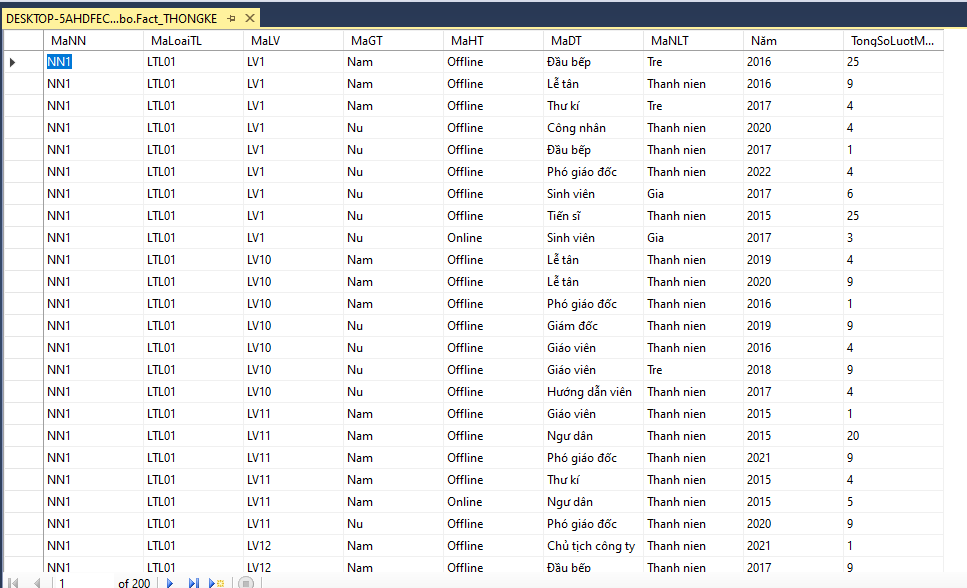 DESKTOP-5AHDFEC...bo.Fact_THONGKE
MaNN MaLoaiTL MaLV MaGT MaHT MaDT MaNLT Năm TongSoLuotM...
NN1 LTL01 LV1 Nam Offline Đầu bếp Tre 2016 25
NN1 LTL01 LV1 Nam Offline Lễ tân Thanh nien 2016 9
NN1 LTL01 LV1 Nam Offline Thư kí Tre 2017 4
NN1 LTL01 LV1 Nu Offline Công nhân Thanh nien 2020 4
NN1 LTL01 LV1 Nu Offline Đầu bếp Thanh nien 2017 1
NN1 LTL01 LV1 Nu Offline Phó giáo đốc Thanh nien 2022 4
NN1 LTL01 LV1 Nu Offline Sinh viên Gia 2017 6
NN1 LTL01 LV1 Nu Offline Tiến sĩ Thanh nien 2015 25
NN1 LTL01 LV1 Nu Online Sinh viên Gia 2017 3
NN1 LTL01 LV10 Nam Offline Lễ tân Thanh nien 2019 4
NN1 LTL01 LV10 Nam Offline Lễ tân Thanh nien 2020 9
NN1 LTL01 LV10 Nam Offline Phó giáo đốc Thanh nien 2016 1
NN1 LTL01 LV10 Nu Offline Giám đốc Thanh nien 2019 9
NN1 LTL01 LV10 Nu Offline Giáo viên Thanh nien 2016 4
NN1 LTL01 LV10 Nu Offline Giáo viên Tre 2018 9
NN1 LTL01 LV10 Nu Offline Hướng dẫn viên Thanh nien 2017 4
NN1 LTL01 LV11 Nam Offline Giáo viên Thanh nien 2015 1
NN1 LTL01 LV11 Nam Offline Ngư dân Thanh nien 2015 20
NN1 LTL01 LV11 Nam Offline Phó giáo đốc Thanh nien 2021 9
NN1 LTL01 LV11 Nam Offline Thư kí Thanh nien 2015 4
NN1 LTL01 LV11 Nam Online Ngư dân Thanh nien 2015 5
NN1 LTL01 LV11 Nu Offline Phó giáo đốc Thanh nien 2020 9
NN1 LTL01 LV12 Nam Offline Chủ tịch công ty Thanh nien 2021 1
NN1 LTL01 LV12 Nam Offline Đầu bếp Thanh nien 2018 9
1 of 200